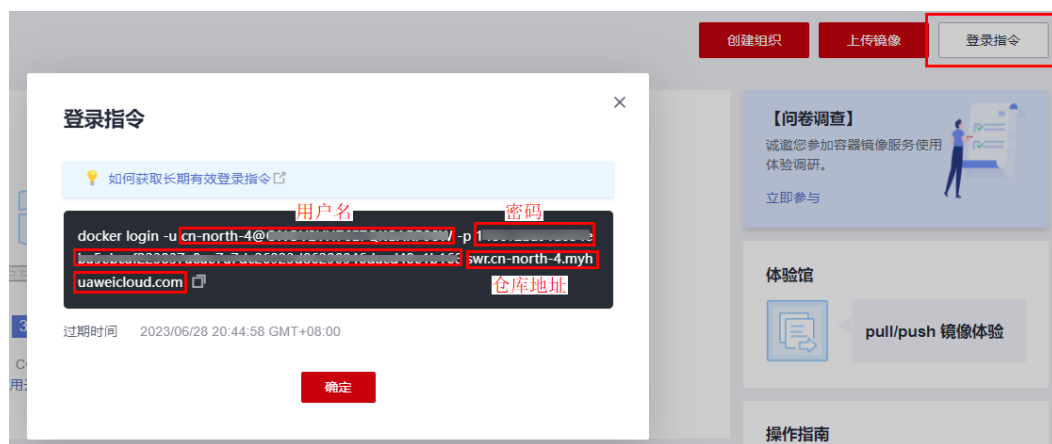 创建组织
上传镜像
登录指令
登录指令
如何获取长期有效登录指令
用户名
密码
docker login -u cn-north-4@ -p
swr.cn-north-4.myh
uaweicloud.com
仓库地址
过期时间 2023/06/28 20:44:58 GMT+08:00
确定
【问卷调查】
诚邀您参加容器镜像服务使用
体验调研。
立即参与
体验馆
pull/push 镜像体验
操作指南
3
C
用